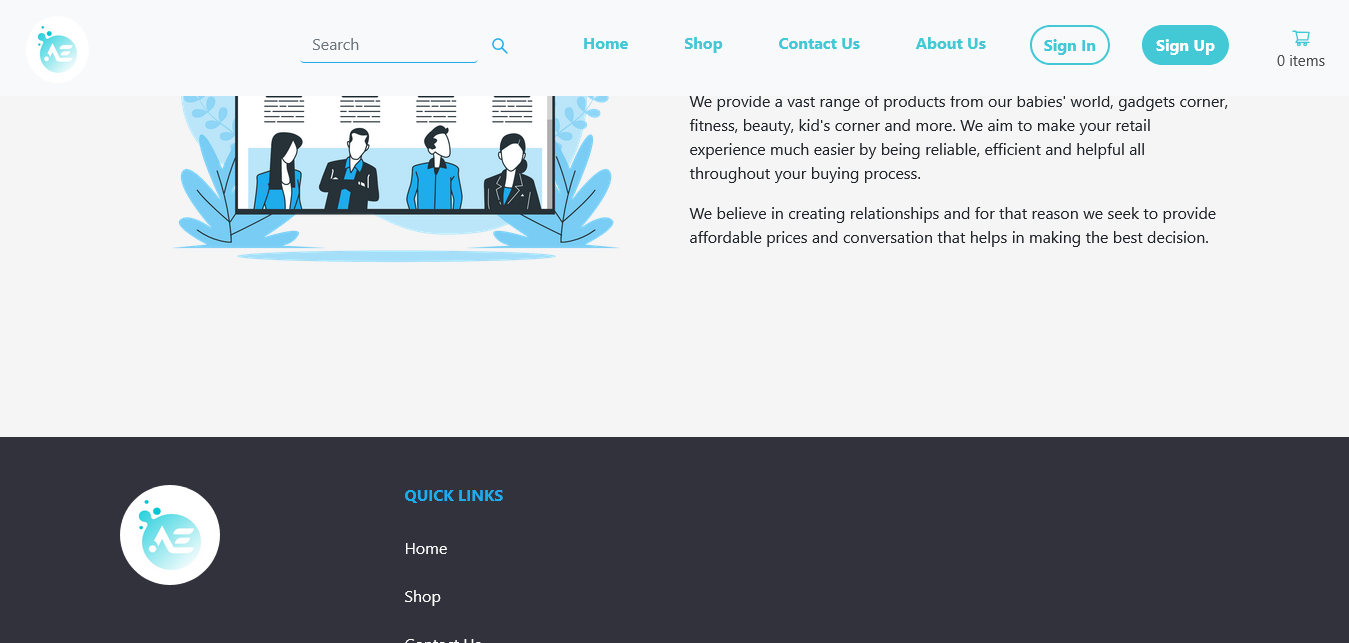 AE
Search
Home
Shop
Contact Us
About Us
Sign In
Sign Up
0 items
We provide a vast range of products from our babies' world, gadgets corner,
fitness, beauty, kid's corner and more. We aim to make your retail
experience much easier by being reliable, efficient and helpful all
throughout your buying process.
We believe in creating relationships and for that reason we seek to provide
affordable prices and conversation that helps in making the best decision.
AE
QUICK LINKS
Home
Shop
Contact Us